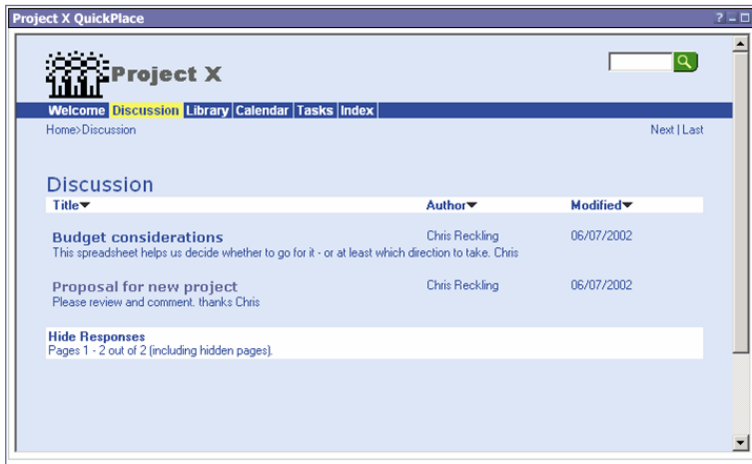 Project X QuickPlace
Project X
Welcome Discussion Library Calendar Tasks Index
Home>Discussion Next | Last
Discussion
Title Author Modified
Budget considerations Chris Reckling 06/07/2002
This spreadsheet helps us decide whether to go for it - or at least which direction to take. Chris
Proposal for new project Chris Reckling 06/07/2002
Please review and comment. thanks Chris
Hide Responses
Pages 1 - 2 out of 2 (including hidden pages).